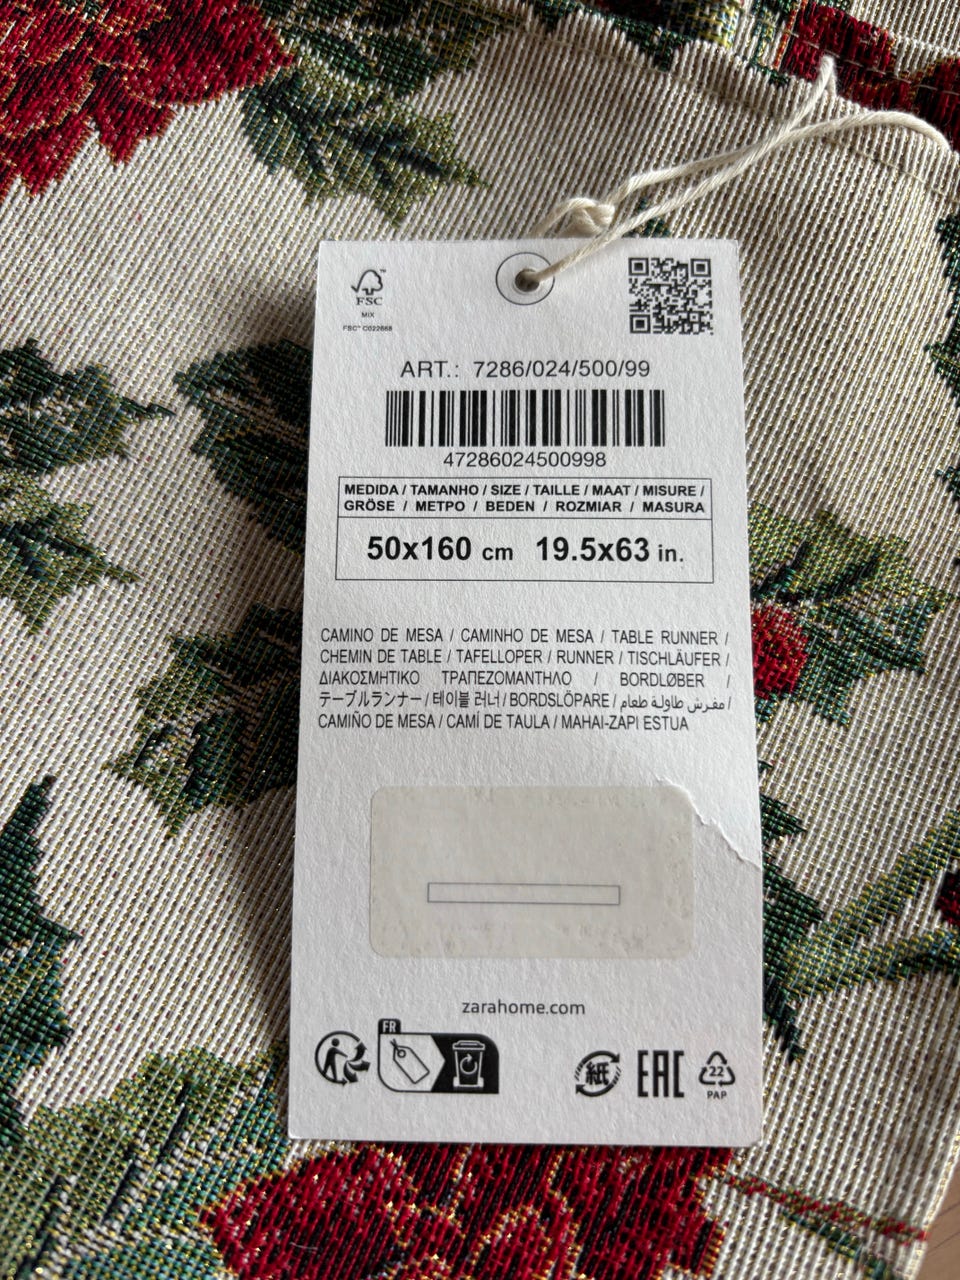 FSC™
MIX
FSC® C022668
ART.: 7286/024/500/99
47286024500998
MEDIDA / TAMANHO / SIZE / TAILLE / MAAT / MISURE /
GRÖSE / ΜΕΤΡΟ / BEDEN / ROZMIAR / MASURA
50x160 cm 19.5x63 in.
CAMINO DE MESA / CAMINHO DE MESA / TABLE RUNNER /
CHEMIN DE TABLE / TAFELLOPER / RUNNER / TISCHLÄUFER /
ΔΙΑΚΟΣΜΗΤΙΚΟ ΤΡΑΠΕΖΟΜΑΝΤΗΛΟ / BORDLØBER /
テーブルランナー / 테이블 러너 / BORDSLÖPARE / مفرش طاولة طعام /
CAMIÑO DE MESA / CAMÍ DE TAULA / MAHAI-ZAPI ESTUA
zarahome.com
FR
紙 EAC 22
PAP